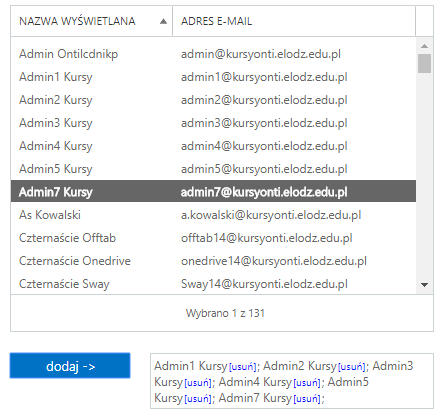 NAZWA WYŚWIETLANA ADRES E-MAIL
Admin Ontilcdnikp admin@kursyonti.elodz.edu.pl
Admin1 Kursy admin1@kursyonti.elodz.edu.pl
Admin2 Kursy admin2@kursyonti.elodz.edu.pl
Admin3 Kursy admin3@kursyonti.elodz.edu.pl
Admin4 Kursy admin4@kursyonti.elodz.edu.pl
Admin5 Kursy admin5@kursyonti.elodz.edu.pl
Admin7 Kursy admin7@kursyonti.elodz.edu.pl
As Kowalski a.kowalski@kursyonti.elodz.edu.pl
Czternaście Offtab offtab14@kursyonti.elodz.edu.pl
Czternaście Onedrive onedrive14@kursyonti.elodz.edu.pl
Czternaście Sway Sway14@kursyonti.elodz.edu.pl
Wybrano 1 z 131
dodaj ->
Admin1 Kursy[usuń]; Admin2 Kursy[usuń]; Admin3
Kursy[usuń]; Admin4 Kursy[usuń]; Admin5
Kursy[usuń]; Admin7 Kursy[usuń];